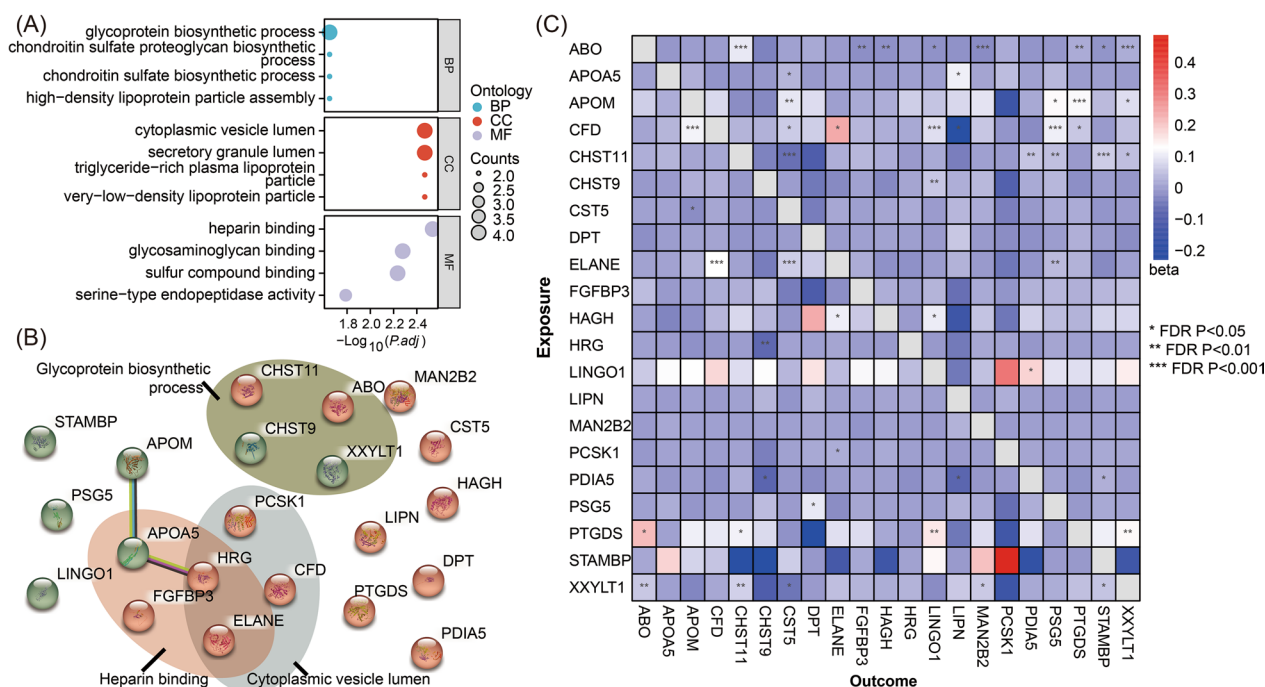 (A)
glycoprotein biosynthetic process
chondroitin sulfate proteoglycan biosynthetic
process
chondroitin sulfate biosynthetic process
high−density lipoprotein particle assembly
BP
cytoplasmic vesicle lumen
secretory granule lumen
triglyceride−rich plasma lipoprotein
particle
very−low−density lipoprotein particle
CC
heparin binding
glycosaminoglycan binding
sulfur compound binding
serine−type endopeptidase activity
MF
1.8 2.0 2.2 2.4
−Log10(P.adj)
Ontology
BP
CC
MF
Counts
2.0
2.5
3.0
3.5
4.0
(B)
Glycoprotein biosynthetic
process
CHST11
ABO
MAN2B2
STAMBP
APOM
CHST9
XXYLT1
CST5
PSG5
PCSK1
HAGH
LIPN
APOA5
HRG
CFD
DPT
LINGO1
FGFBP3
PTGDS
ELANE
PDIA5
Heparin binding
Cytoplasmic vesicle lumen
(C)
Exposure
ABO *** ** ** * *** ** * ***
APOA5 * *
APOM ** * *** *
CFD *** * * *** *** *
CHST11 *** ** ** *** *
CHST9 **
CST5 *
DPT
ELANE *** *** **
FGFBP3
HAGH * *
HRG **
LINGO1 *
LIPN
MAN2B2
PCSK1 *
PDIA5 * * *
PSG5 *
PTGDS * * ** **
STAMBP
XXYLT1 ** ** * * *
ABO APOA5 APOM CFD CHST11 CHST9 CST5 DPT ELANE FGFBP3 HAGH HRG LINGO1 LIPN MAN2B2 PCSK1 PDIA5 PSG5 PTGDS STAMBP XXYLT1
Outcome
0.4
0.3
0.2
0.1
0
−0.1
−0.2
beta
* FDR P<0.05
** FDR P<0.01
*** FDR P<0.001